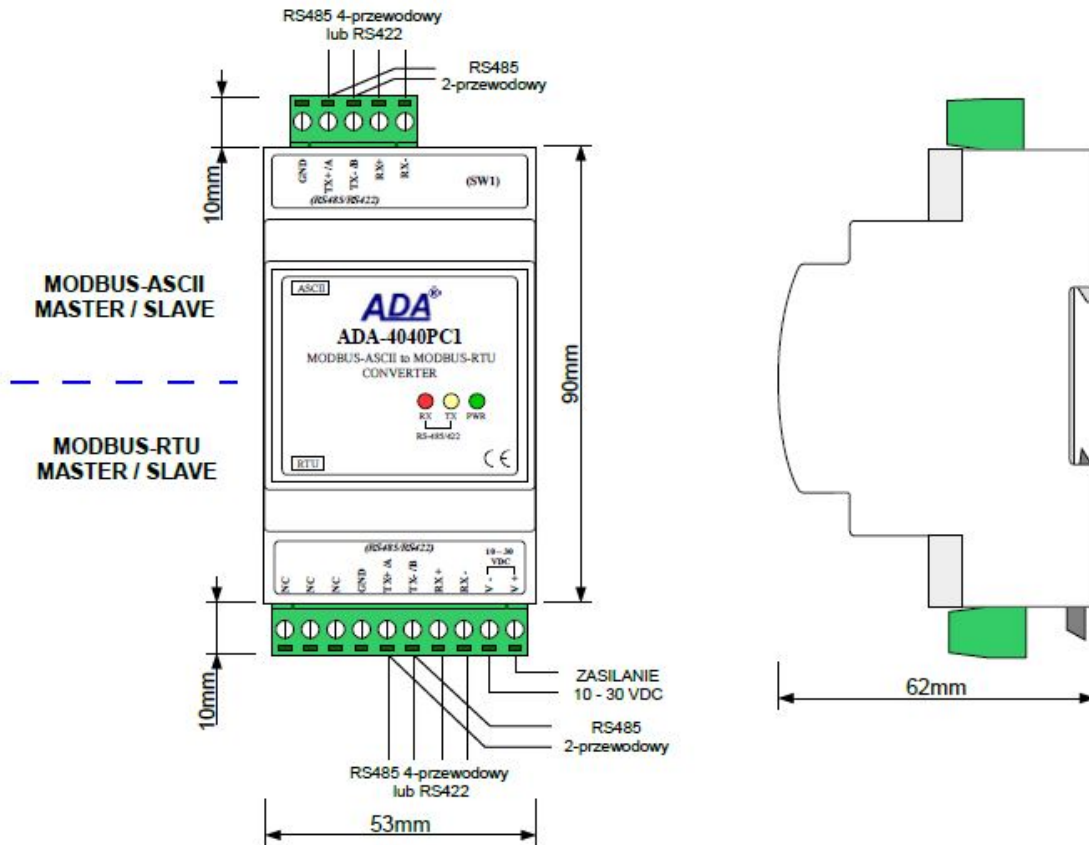 RS485 4-przewodowy
lub RS422
RS485
2-przewodowy
10mm
GND
TX+ /A
TX- /B
RX+
RX-
(RS485/RS422)
(SW1)
MODBUS-ASCII
MASTER / SLAVE
ASCII
ADA®
ADA-4040PC1
MODBUS-ASCII to MODBUS-RTU
CONVERTER
RX TX PWR
RS-485/422
RTU
CE
90mm
MODBUS-RTU
MASTER / SLAVE
(RS485/RS422)
10 – 30
VDC
NC
NC
NC
GND
TX+ /A
TX- /B
RX +
RX -
V -
V +
10mm
ZASILANIE
10 - 30 VDC
RS485
2-przewodowy
RS485 4-przewodowy
lub RS422
53mm
62mm